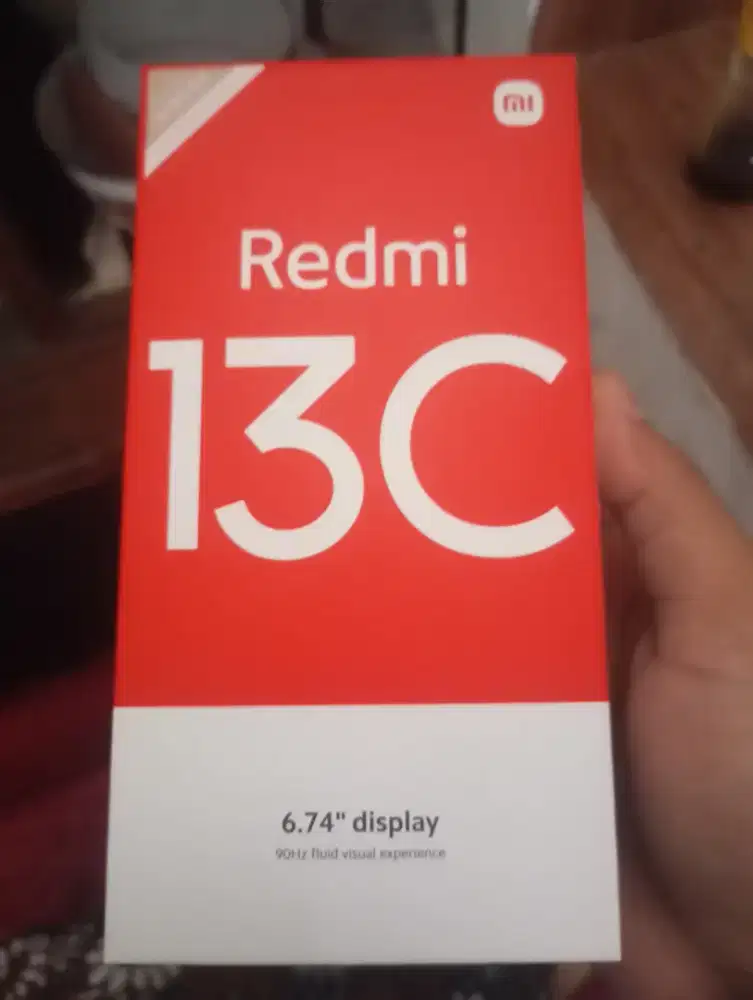 mi
Redmi
13C
6.74" display
90Hz fluid visual experience